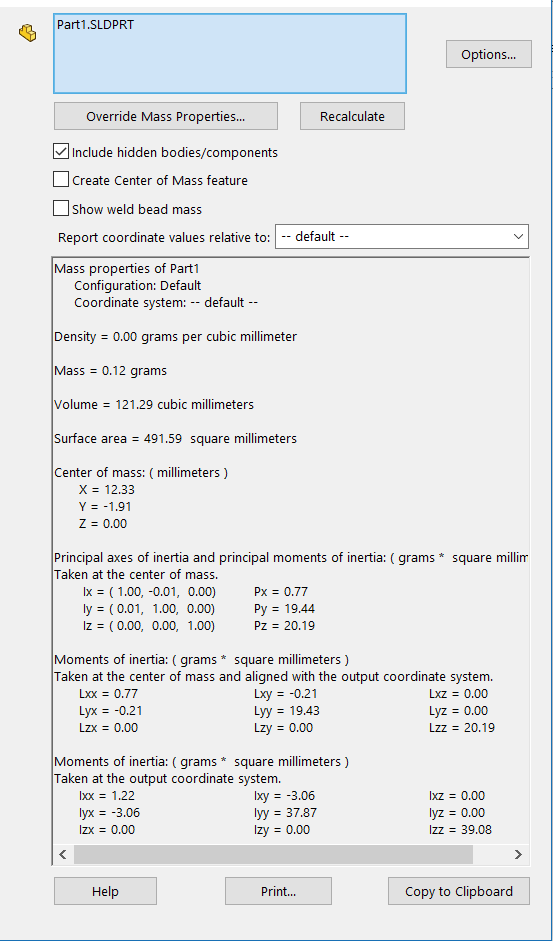 Part1.SLDPRT
Options...
Override Mass Properties... Recalculate
Include hidden bodies/components
Create Center of Mass feature
Show weld bead mass
Report coordinate values relative to: -- default --
Mass properties of Part1
Configuration: Default
Coordinate system: -- default --
Density = 0.00 grams per cubic millimeter
Mass = 0.12 grams
Volume = 121.29 cubic millimeters
Surface area = 491.59 square millimeters
Center of mass: ( millimeters )
X = 12.33
Y = -1.91
Z = 0.00
Principal axes of inertia and principal moments of inertia: ( grams * square millim
Taken at the center of mass.
Ix = ( 1.00, -0.01, 0.00) Px = 0.77
Iy = ( 0.01, 1.00, 0.00) Py = 19.44
Iz = ( 0.00, 0.00, 1.00) Pz = 20.19
Moments of inertia: ( grams * square millimeters )
Taken at the center of mass and aligned with the output coordinate system.
Lxx = 0.77 Lxy = -0.21 Lxz = 0.00
Lyx = -0.21 Lyy = 19.43 Lyz = 0.00
Lzx = 0.00 Lzy = 0.00 Lzz = 20.19
Moments of inertia: ( grams * square millimeters )
Taken at the output coordinate system.
Ixx = 1.22 Ixy = -3.06 Ixz = 0.00
Iyx = -3.06 Iyy = 37.87 Iyz = 0.00
Izx = 0.00 Izy = 0.00 Izz = 39.08
Help Print... Copy to Clipboard